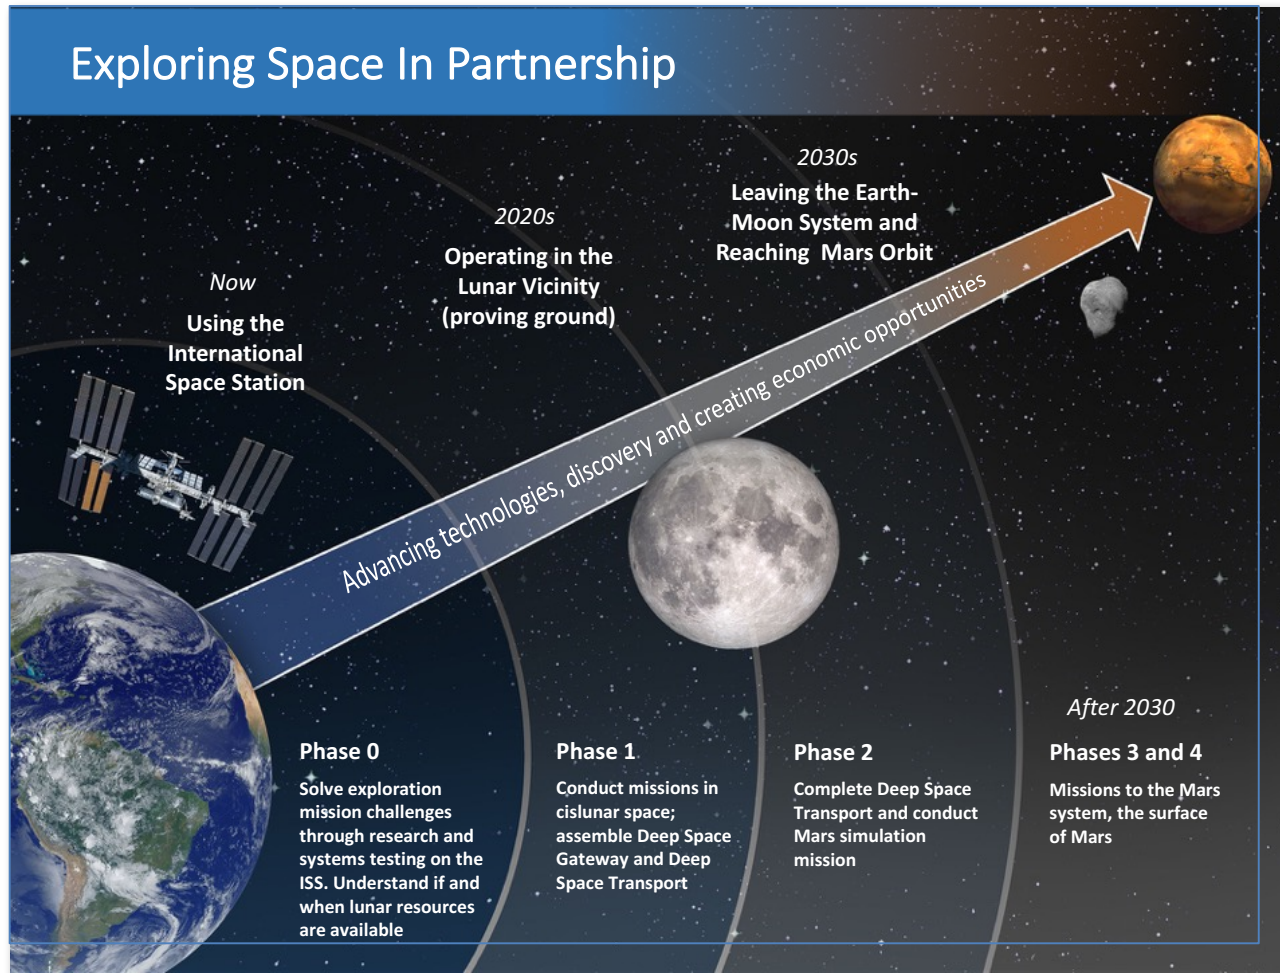 Exploring Space In Partnership
Now
Using the
International
Space Station
2020s
Operating in the
Lunar Vicinity
(proving ground)
2030s
Leaving the Earth-
Moon System and
Reaching  Mars Orbit
Advancing technologies, discovery and creating economic opportunities
Phase 0
Solve exploration
mission challenges
through research and
systems testing on the
ISS. Understand if and
when lunar resources
are available
Phase 1
Conduct missions in
cislunar space;
assemble Deep Space
Gateway and Deep
Space Transport
Phase 2
Complete Deep Space
Transport and conduct
Mars simulation
mission
After 2030
Phases 3 and 4
Missions to the Mars
system, the surface
of Mars